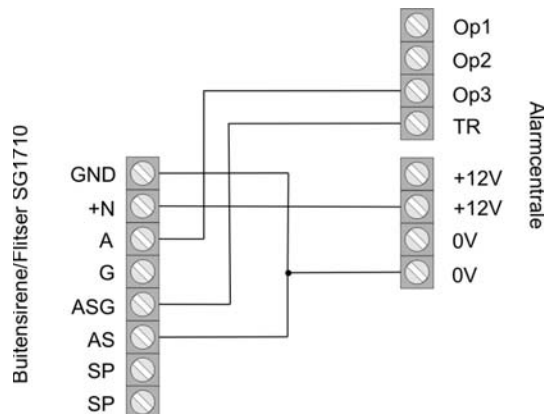 Buitensirene/Flitser SG1710
GND
+N
A
G
ASG
AS
SP
SP
Op1
Op2
Op3
TR
+12V
+12V
0V
0V
Alarmcentrale